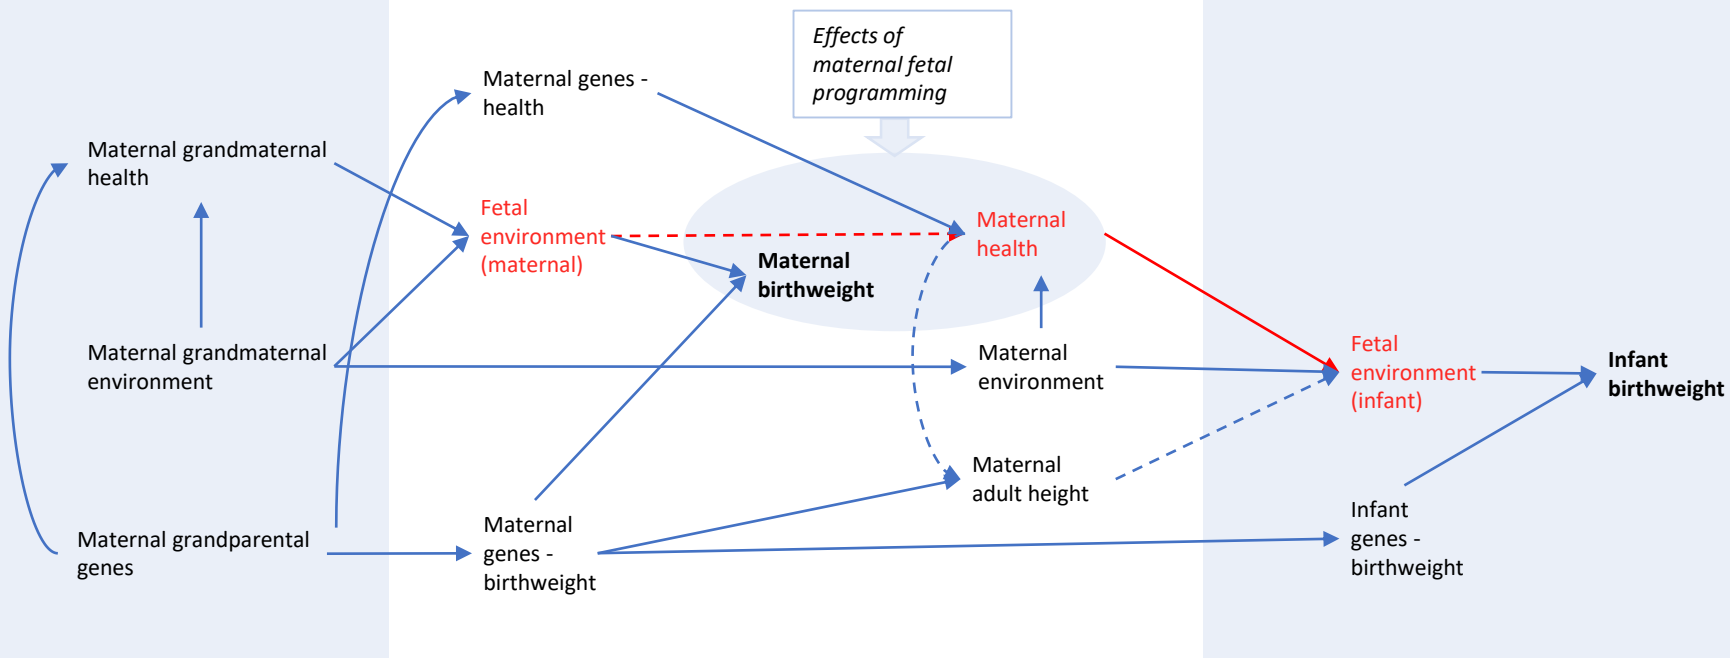 Effects of
maternal fetal
programming
Maternal genes -
health
Maternal grandmaternal
health
Fetal
environment
(maternal)
Maternal
health
Maternal
birthweight
Maternal grandmaternal
environment
Maternal
environment
Fetal
environment
(infant)
Infant
birthweight
Maternal
adult height
Maternal grandparental
genes
Maternal
genes -
birthweight
Infant
genes -
birthweight